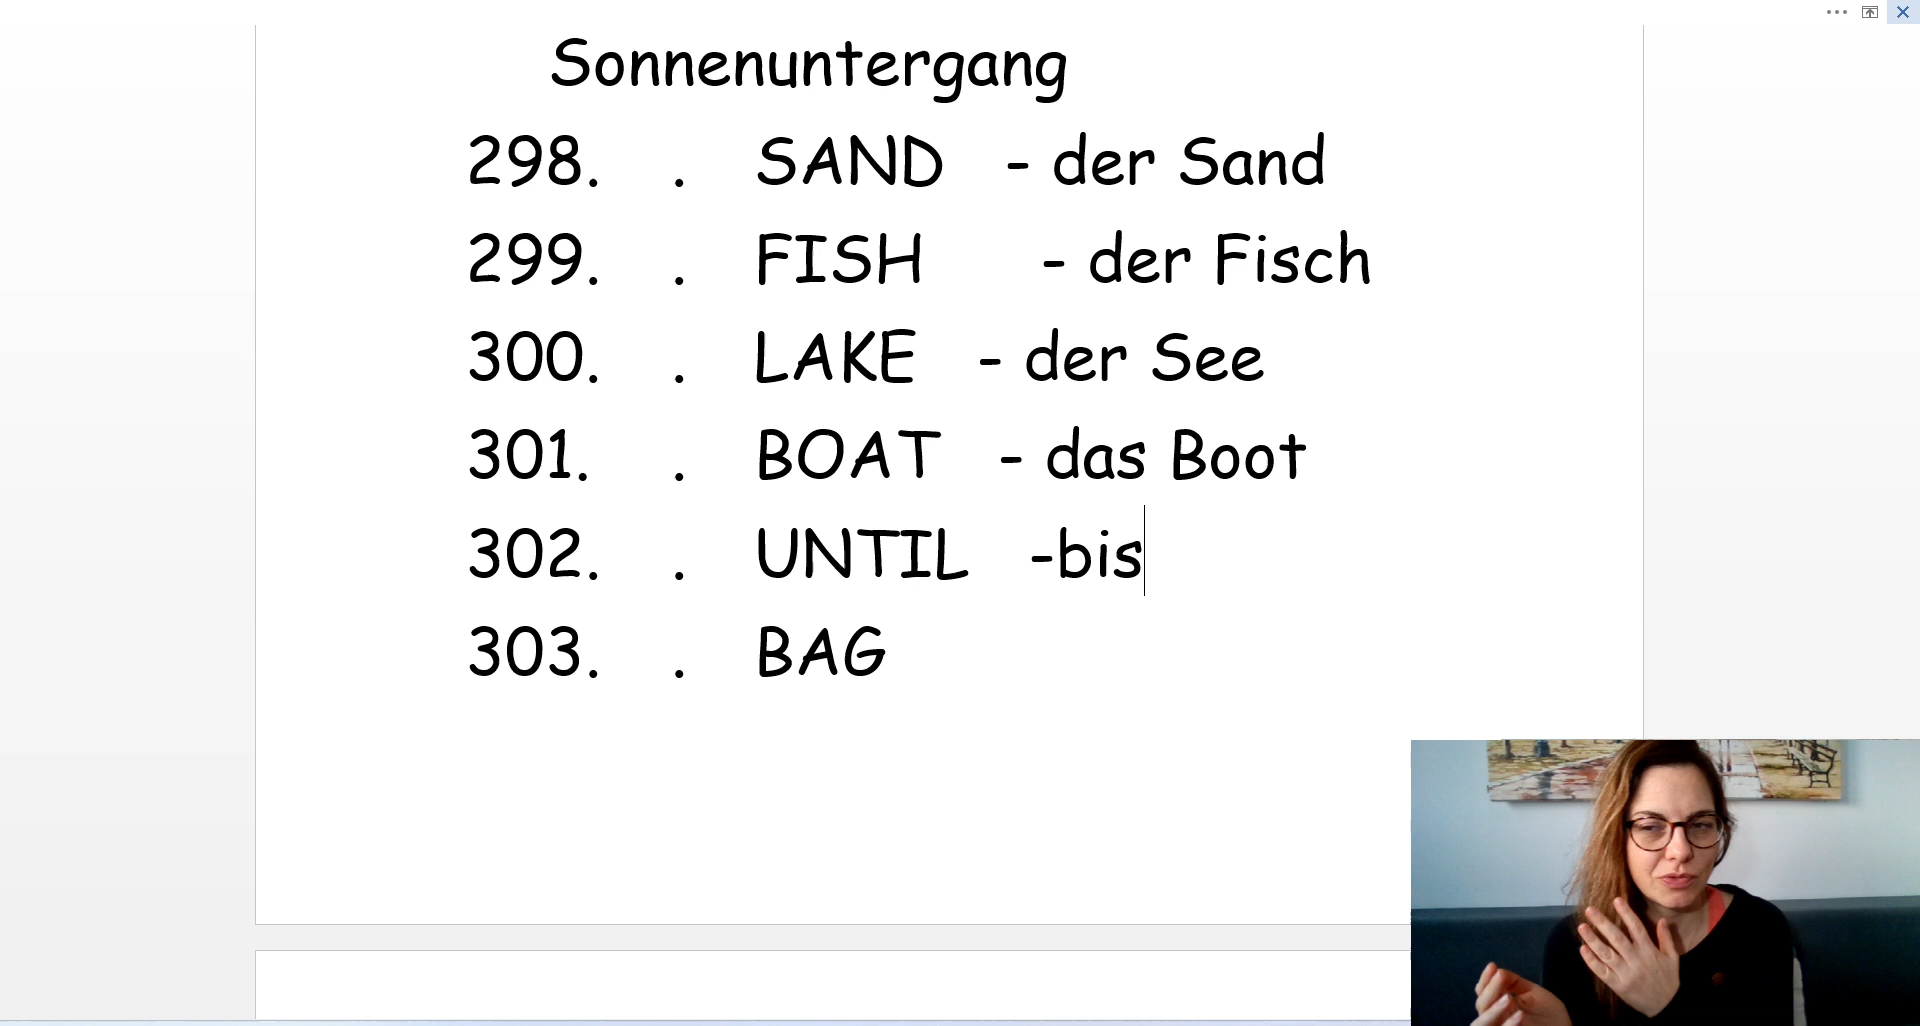 Sonnenuntergang
298. . SAND - der Sand
299. . FISH - der Fisch
300. . LAKE - der See
301. . BOAT - das Boot
302. . UNTIL -bis
303. . BAG